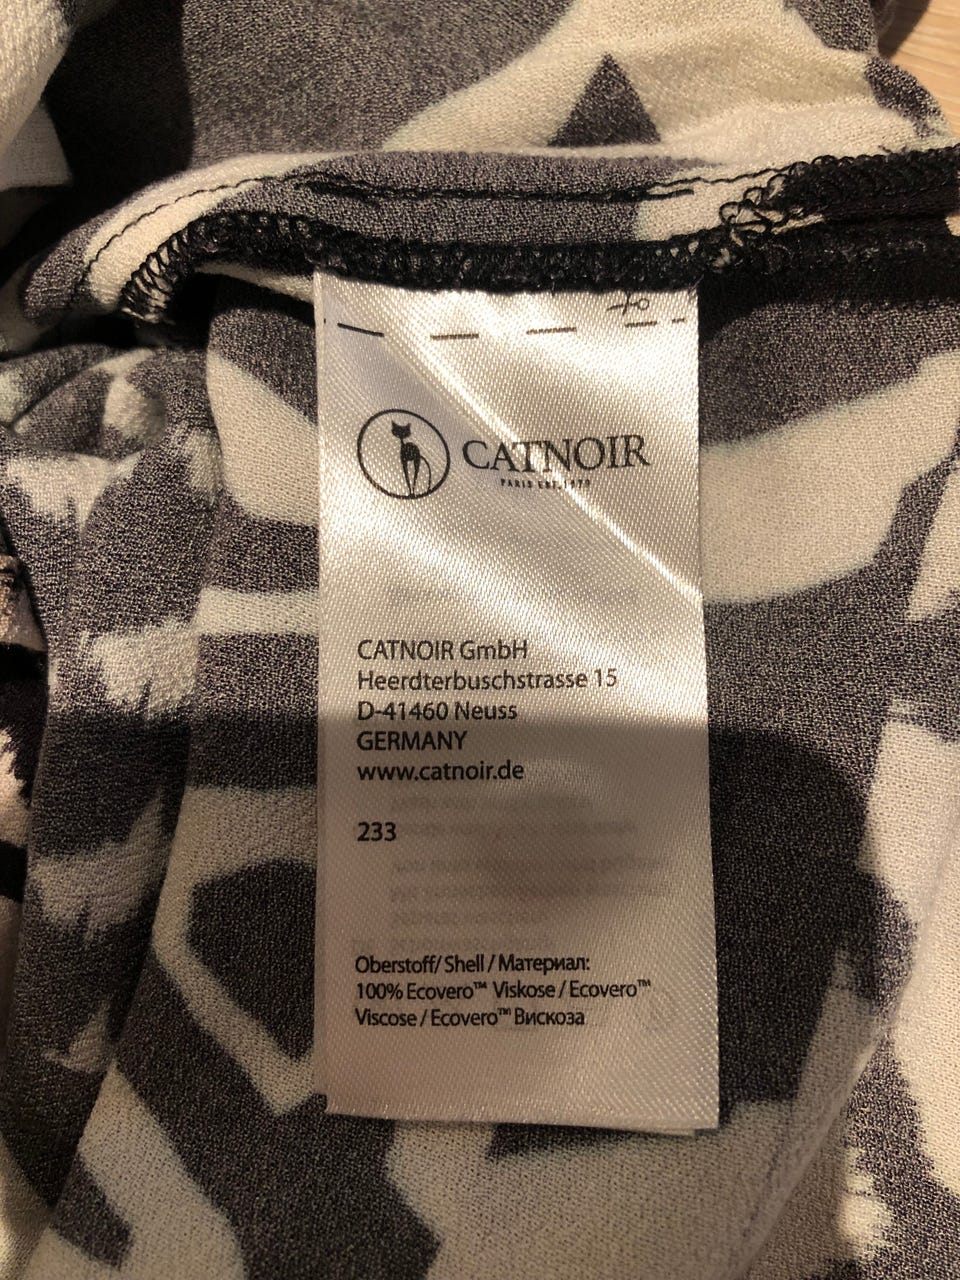 CATNOIR
PARIS EST. 1970
CATNOIR GmbH
Heerdterbuschstrasse 15
D-41460 Neuss
GERMANY
www.catnoir.de
233
Oberstoff/ Shell / Материал:
100% Ecovero™ Viskose / Ecovero™
Viscose / Ecovero™ Вискоза